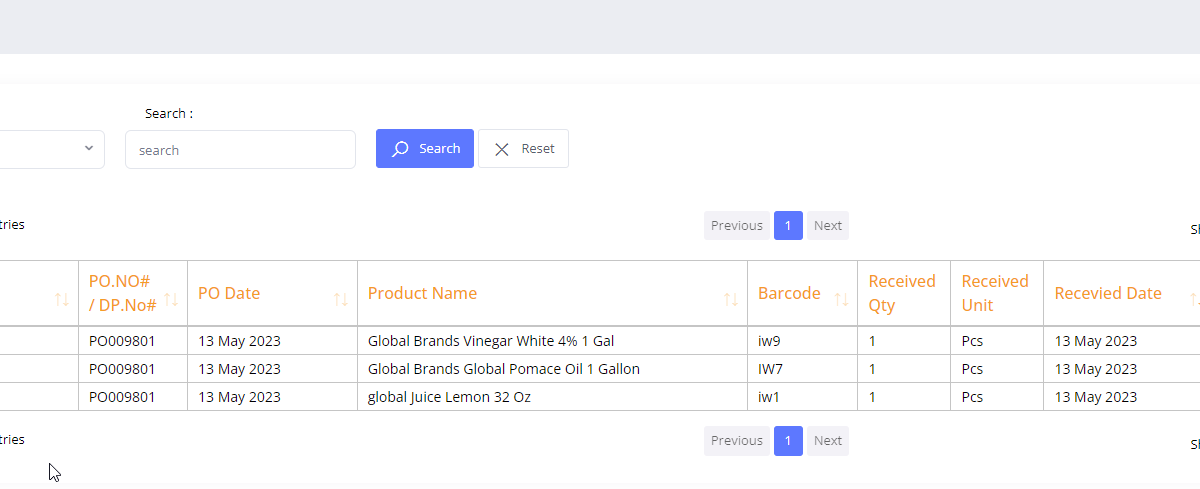 Search :
search
Search
Reset
tries
Previous 1 Next
Sh
PO.NO# / DP.No# PO Date Product Name Barcode Received Qty Received Unit Recevied Date
PO009801 13 May 2023 Global Brands Vinegar White 4% 1 Gal iw9 1 Pcs 13 May 2023
PO009801 13 May 2023 Global Brands Global Pomace Oil 1 Gallon IW7 1 Pcs 13 May 2023
PO009801 13 May 2023 global Juice Lemon 32 Oz iw1 1 Pcs 13 May 2023
tries
Previous 1 Next
Sh